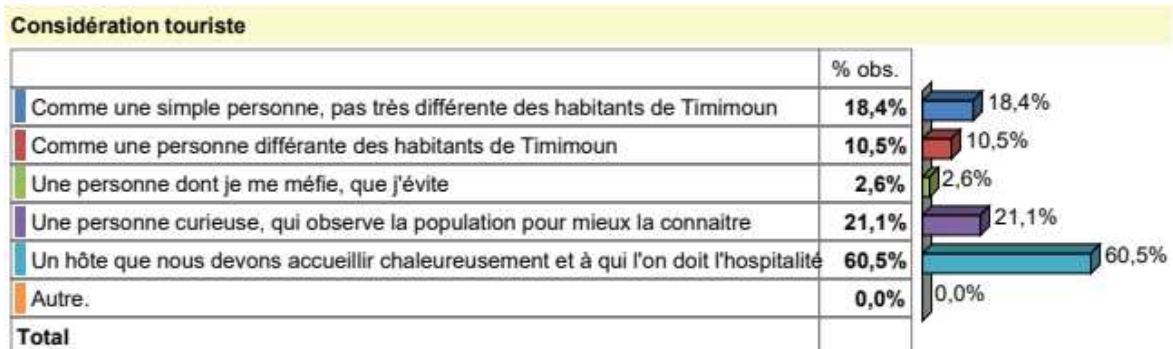 Considération touriste
% obs.
Comme une simple personne, pas très différente des habitants de Timimoun 18,4% 18,4%
Comme une personne différante des habitants de Timimoun 10,5% 10,5%
Une personne dont je me méfie, que j'évite 2,6% 2,6%
Une personne curieuse, qui observe la population pour mieux la connaitre 21,1% 21,1%
Un hôte que nous devons accueillir chaleureusement et à qui l'on doit l'hospitalité 60,5% 60,5%
Autre. 0,0% 0,0%
Total